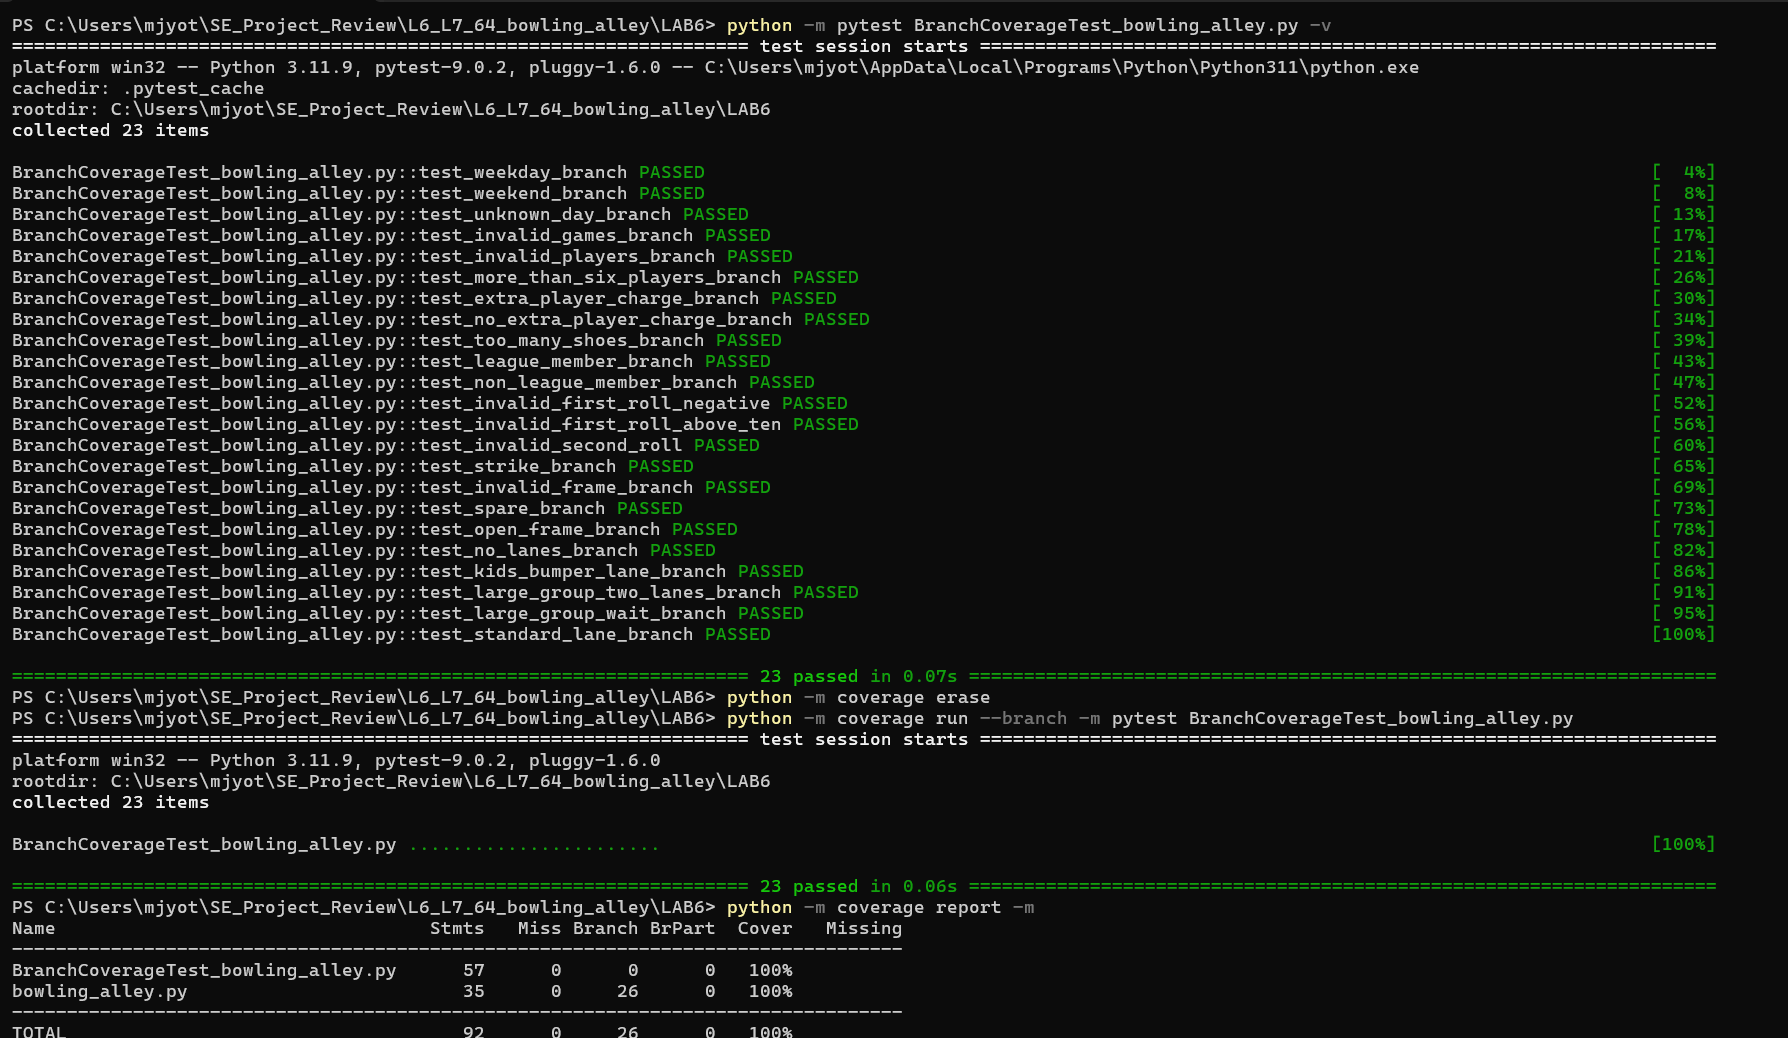 PS C:\Users\mjyot\SE_Project_Review\L6_L7_64_bowling_alley\LAB6> python -m pytest BranchCoverageTest_bowling_alley.py -v
=================================================================== test session starts ===================================================================
platform win32 -- Python 3.11.9, pytest-9.0.2, pluggy-1.6.0 -- C:\Users\mjyot\AppData\Local\Programs\Python\Python311\python.exe
cachedir: .pytest_cache
rootdir: C:\Users\mjyot\SE_Project_Review\L6_L7_64_bowling_alley\LAB6
collected 23 items
BranchCoverageTest_bowling_alley.py::test_weekday_branch PASSED [  4%]
BranchCoverageTest_bowling_alley.py::test_weekend_branch PASSED [  8%]
BranchCoverageTest_bowling_alley.py::test_unknown_day_branch PASSED [ 13%]
BranchCoverageTest_bowling_alley.py::test_invalid_games_branch PASSED [ 17%]
BranchCoverageTest_bowling_alley.py::test_invalid_players_branch PASSED [ 21%]
BranchCoverageTest_bowling_alley.py::test_more_than_six_players_branch PASSED [ 26%]
BranchCoverageTest_bowling_alley.py::test_extra_player_charge_branch PASSED [ 30%]
BranchCoverageTest_bowling_alley.py::test_no_extra_player_charge_branch PASSED [ 34%]
BranchCoverageTest_bowling_alley.py::test_too_many_shoes_branch PASSED [ 39%]
BranchCoverageTest_bowling_alley.py::test_league_member_branch PASSED [ 43%]
BranchCoverageTest_bowling_alley.py::test_non_league_member_branch PASSED [ 47%]
BranchCoverageTest_bowling_alley.py::test_invalid_first_roll_negative PASSED [ 52%]
BranchCoverageTest_bowling_alley.py::test_invalid_first_roll_above_ten PASSED [ 56%]
BranchCoverageTest_bowling_alley.py::test_invalid_second_roll PASSED [ 60%]
BranchCoverageTest_bowling_alley.py::test_strike_branch PASSED [ 65%]
BranchCoverageTest_bowling_alley.py::test_invalid_frame_branch PASSED [ 69%]
BranchCoverageTest_bowling_alley.py::test_spare_branch PASSED [ 73%]
BranchCoverageTest_bowling_alley.py::test_open_frame_branch PASSED [ 78%]
BranchCoverageTest_bowling_alley.py::test_no_lanes_branch PASSED [ 82%]
BranchCoverageTest_bowling_alley.py::test_kids_bumper_lane_branch PASSED [ 86%]
BranchCoverageTest_bowling_alley.py::test_large_group_two_lanes_branch PASSED [ 91%]
BranchCoverageTest_bowling_alley.py::test_large_group_wait_branch PASSED [ 95%]
BranchCoverageTest_bowling_alley.py::test_standard_lane_branch PASSED [100%]
=================================================================== 23 passed in 0.07s ====================================================================
PS C:\Users\mjyot\SE_Project_Review\L6_L7_64_bowling_alley\LAB6> python -m coverage erase
PS C:\Users\mjyot\SE_Project_Review\L6_L7_64_bowling_alley\LAB6> python -m coverage run --branch -m pytest BranchCoverageTest_bowling_alley.py
=================================================================== test session starts ===================================================================
platform win32 -- Python 3.11.9, pytest-9.0.2, pluggy-1.6.0
rootdir: C:\Users\mjyot\SE_Project_Review\L6_L7_64_bowling_alley\LAB6
collected 23 items
BranchCoverageTest_bowling_alley.py ....................... [100%]
=================================================================== 23 passed in 0.06s ====================================================================
PS C:\Users\mjyot\SE_Project_Review\L6_L7_64_bowling_alley\LAB6> python -m coverage report -m
Name                                  Stmts   Miss Branch BrPart  Cover   Missing
---------------------------------------------------------------------------------
BranchCoverageTest_bowling_alley.py      57      0      0      0   100%
bowling_alley.py                         35      0     26      0   100%
---------------------------------------------------------------------------------
TOTAL                                    92      0     26      0   100%